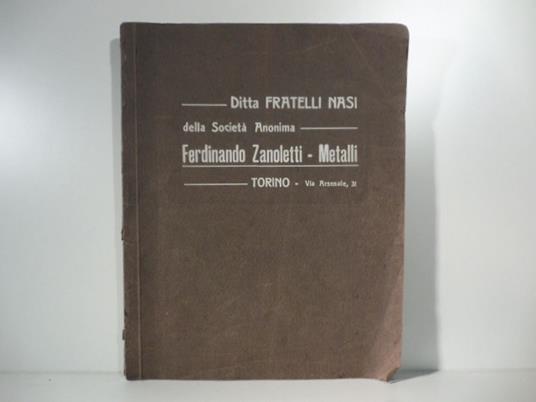 Ditta FRATELLI NASI
della Società Anonima
Ferdinando Zanoletti - Metalli
TORINO - Via Arsenale, 31